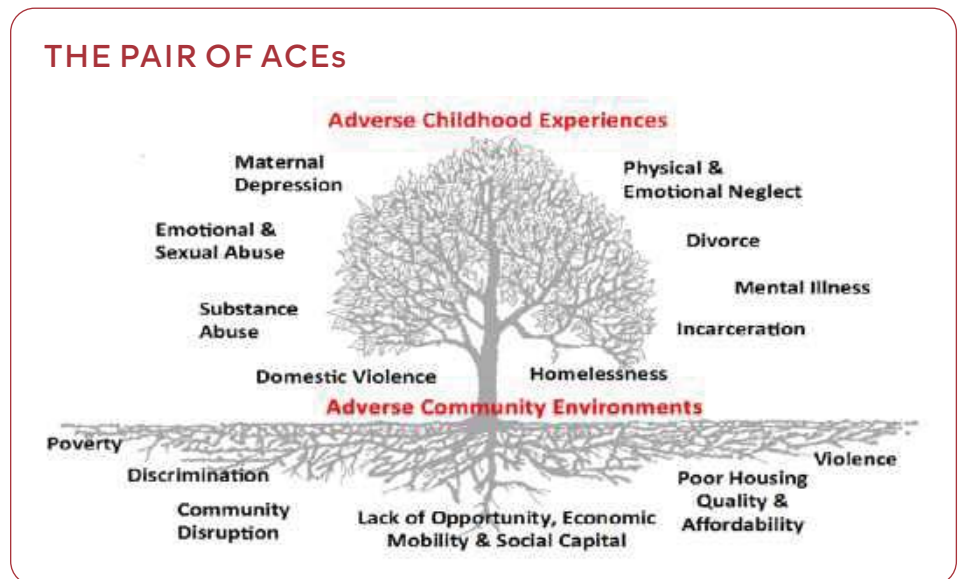 THE PAIR OF ACEs
Adverse Childhood Experiences
Maternal
Depression
Physical &
Emotional Neglect
Emotional &
Sexual Abuse
Divorce
Mental Illness
Substance
Abuse
Incarceration
Domestic Violence
Homelessness
Adverse Community Environments
Poverty
Violence
Discrimination
Poor Housing
Quality &
Affordability
Community
Disruption
Lack of Opportunity, Economic
Mobility & Social Capital